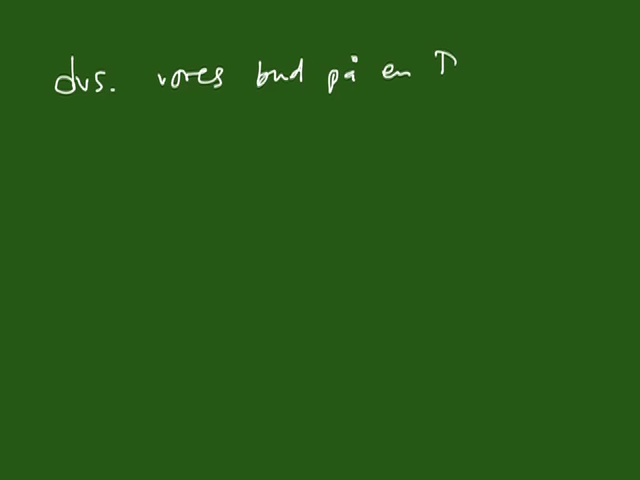 dvs. vores bud på en